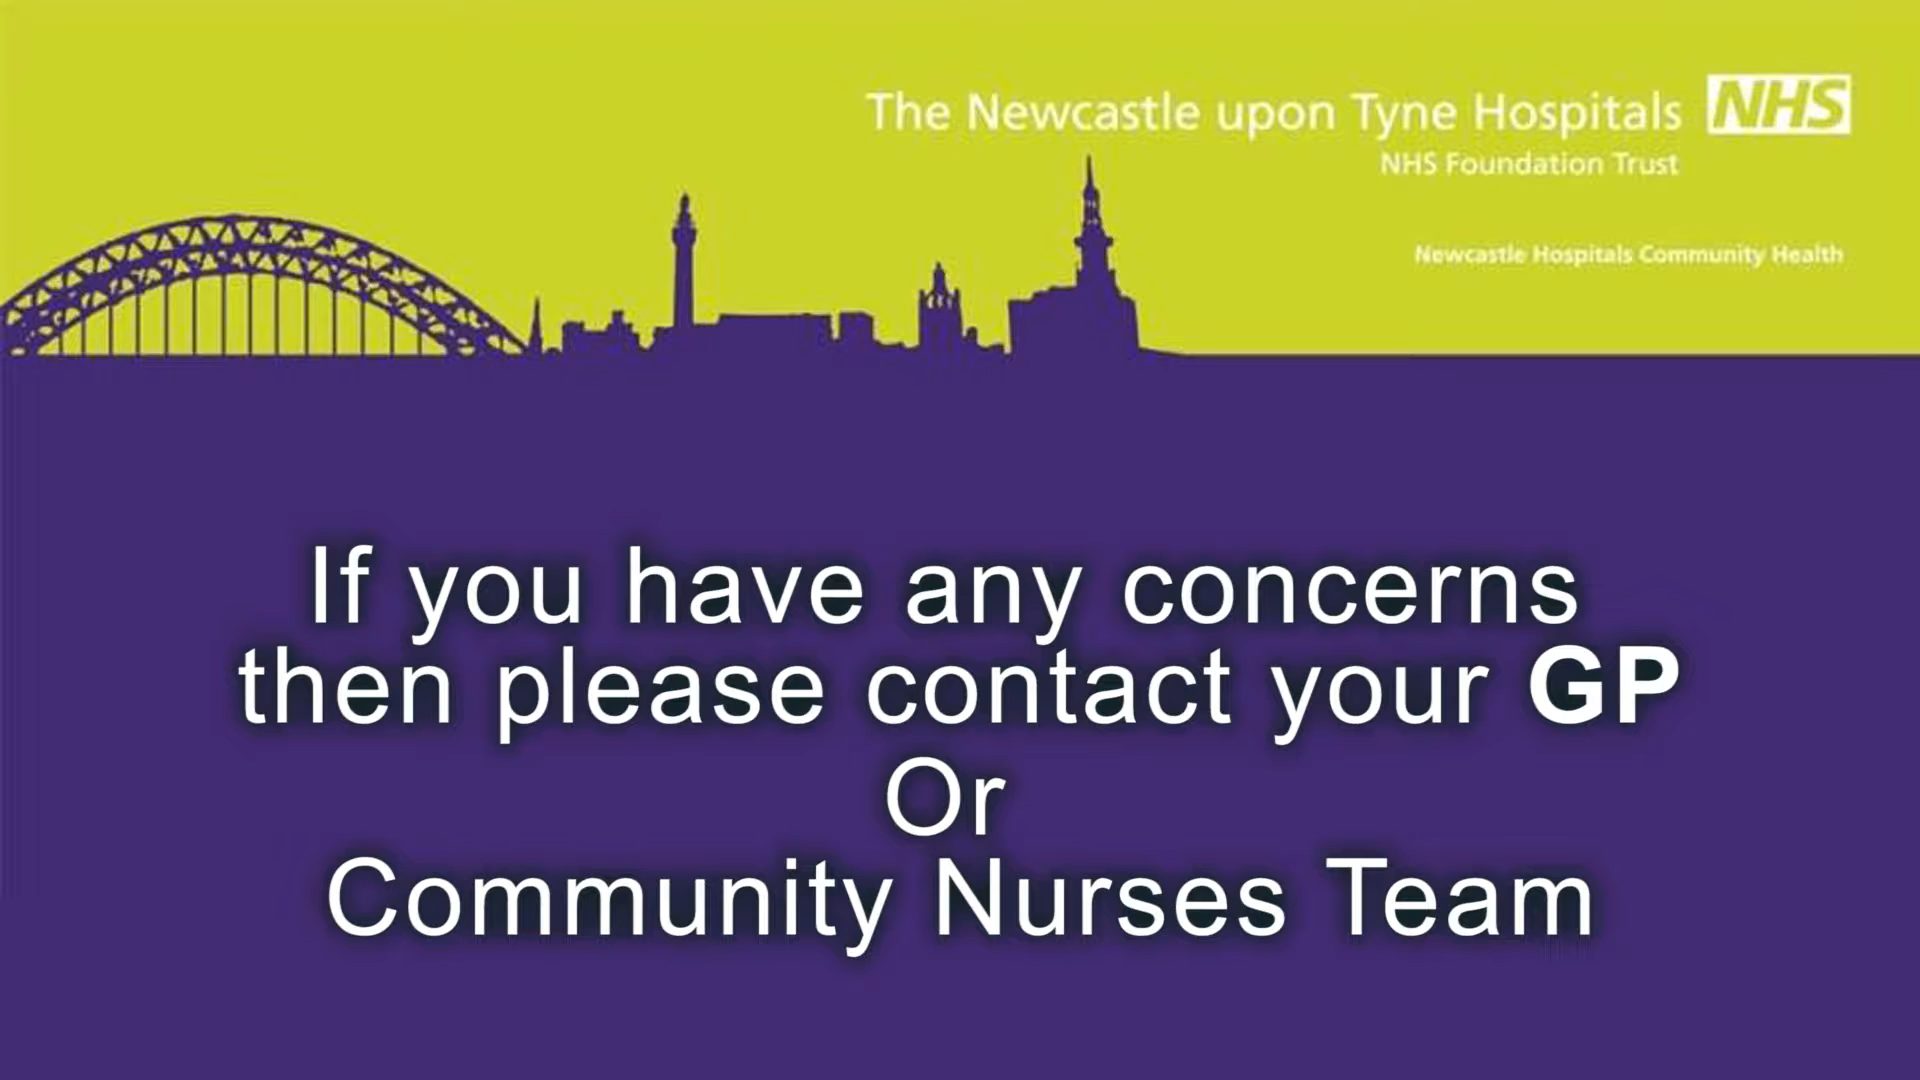 The Newcastle upon Tyne Hospitals NHS
NHS Foundation Trust
Newcastle Hospitals Community Health
If you have any concerns
then please contact your GP
Or
Community Nurses Team